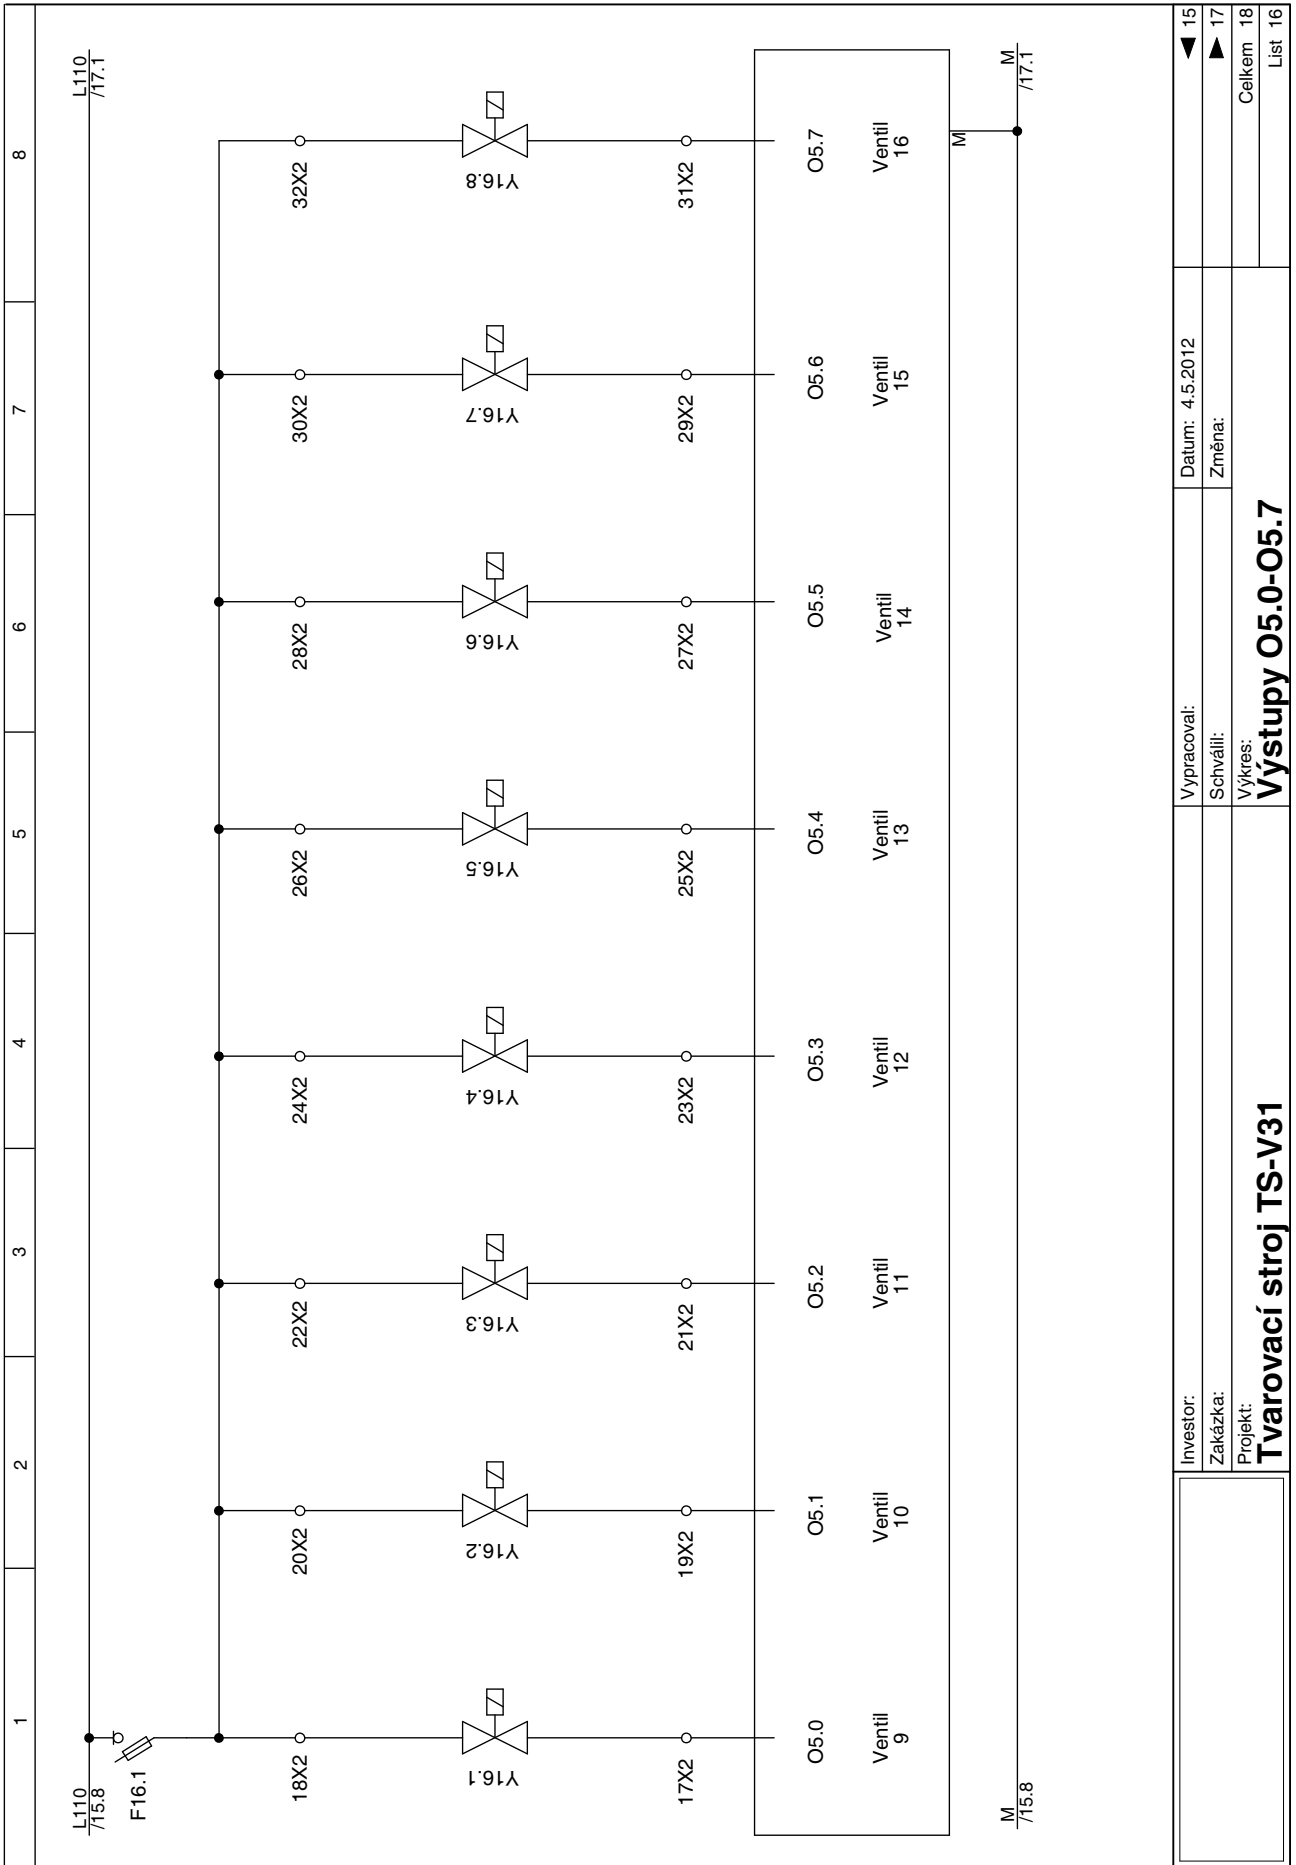 1 2 3 4 5 6 7 8
L110 L110
/15.8 /17.1
F16.1
18X2 20X2 22X2 24X2 26X2 28X2 30X2 32X2
Y16.1 Y16.2 Y16.3 Y16.4 Y16.5 Y16.6 Y16.7 Y16.8
17X2 19X2 21X2 23X2 25X2 27X2 29X2 31X2
O5.0 O5.1 O5.2 O5.3 O5.4 O5.5 O5.6 O5.7
Ventil Ventil Ventil Ventil Ventil Ventil Ventil Ventil
9 10 11 12 13 14 15 16
M
M M
/15.8 /17.1
Investor: Vypracoval: Datum: 4.5.2012 15
Zakázka: Schválil: Změna: 17
Projekt: Výkres: Celkem 18
Tvarovací stroj TS-V31 Výstupy O5.0-O5.7 List 16